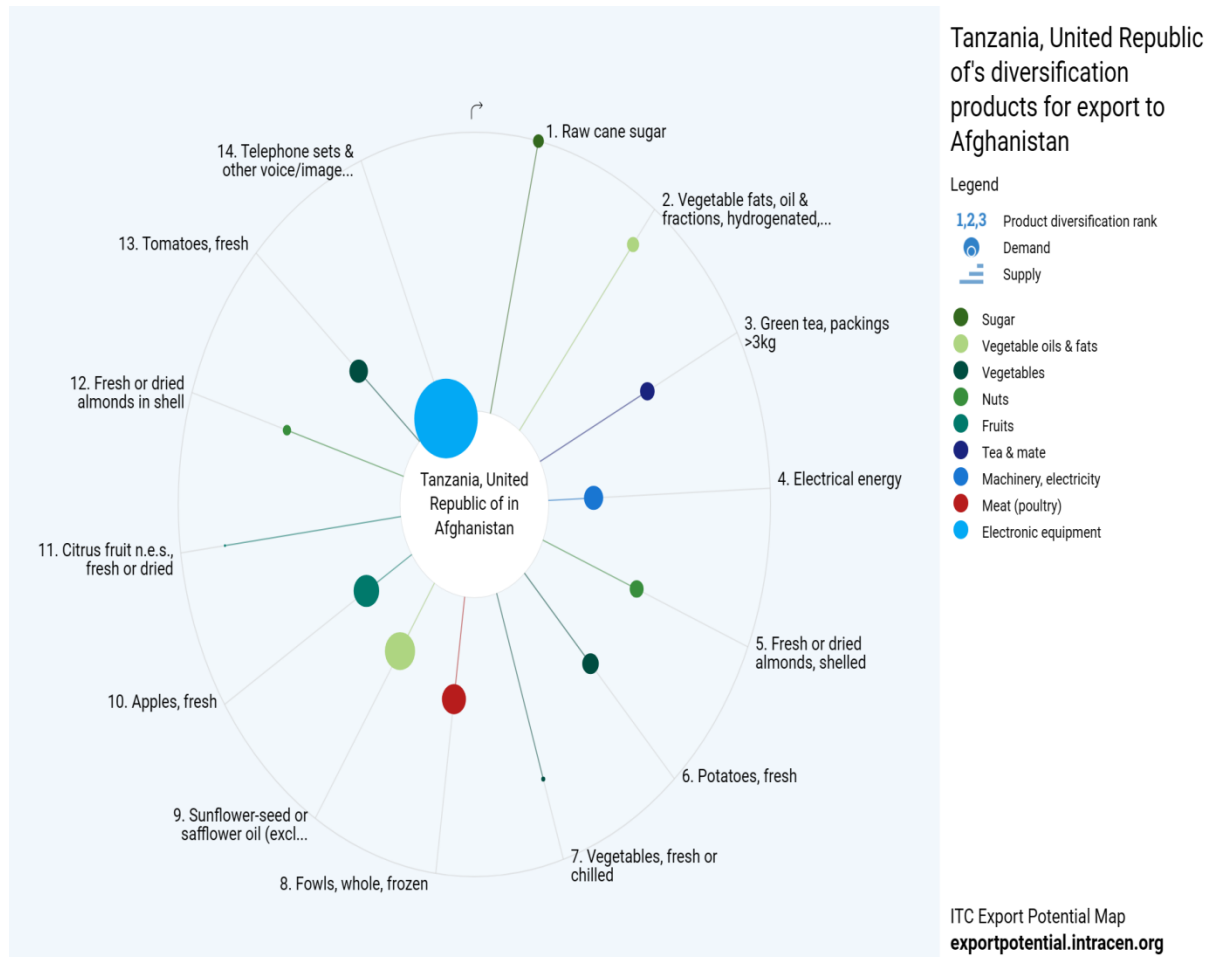 Tanzania, United Republic
of's diversification
products for export to
Afghanistan
Legend
1,2,3 Product diversification rank
Demand
Supply
Sugar
Vegetable oils & fats
Vegetables
Nuts
Fruits
Tea & mate
Machinery, electricity
Meat (poultry)
Electronic equipment
1. Raw cane sugar
2. Vegetable fats, oil &
fractions, hydrogenated,...
3. Green tea, packings
>3kg
4. Electrical energy
5. Fresh or dried
almonds, shelled
6. Potatoes, fresh
7. Vegetables, fresh or
chilled
8. Fowls, whole, frozen
9. Sunflower-seed or
safflower oil (excl...
10. Apples, fresh
11. Citrus fruit n.e.s.,
fresh or dried
12. Fresh or dried
almonds in shell
13. Tomatoes, fresh
14. Telephone sets &
other voice/image...
Tanzania, United
Republic of in
Afghanistan
ITC Export Potential Map
exportpotential.intracen.org